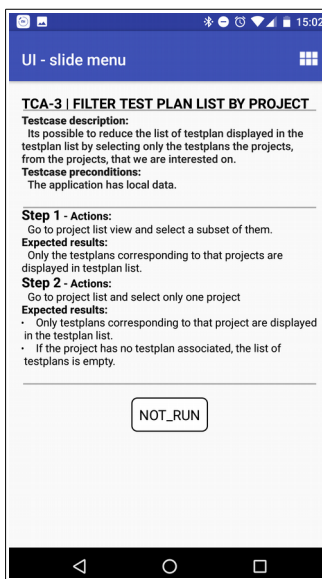 15:02
UI - slide menu
TCA-3 | FILTER TEST PLAN LIST BY PROJECT
Testcase description:
Its possible to reduce the list of testplan displayed in the
testplan list by selecting only the testplans the projects,
from the projects, that we are interested on.
Testcase preconditions:
The application has local data.
Step 1 - Actions:
Go to project list view and select a subset of them.
Expected results:
Only the testplans corresponding to that projects are
displayed in testplan list.
Step 2 - Actions:
Go to project list and select only one project
Expected results:
· Only testplans corresponding to that project are displayed
in the testplan list.
· If the project has no testplan associated, the list of
testplans is empty.
NOT_RUN